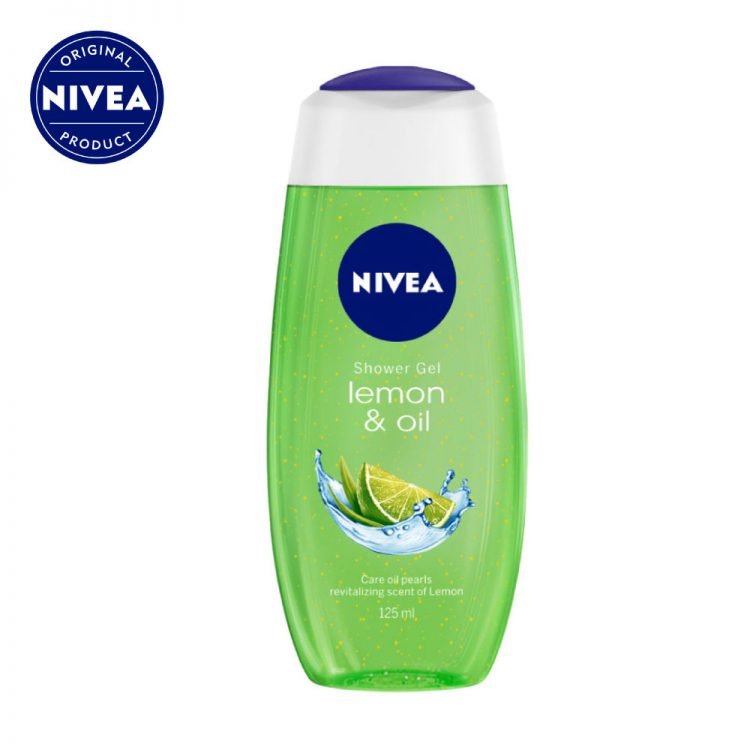 ORIGINAL
NIVEA
PRODUCT
NIVEA
Shower Gel
lemon
& oil
Care oil pearls
revitalizing scent of Lemon
125 ml